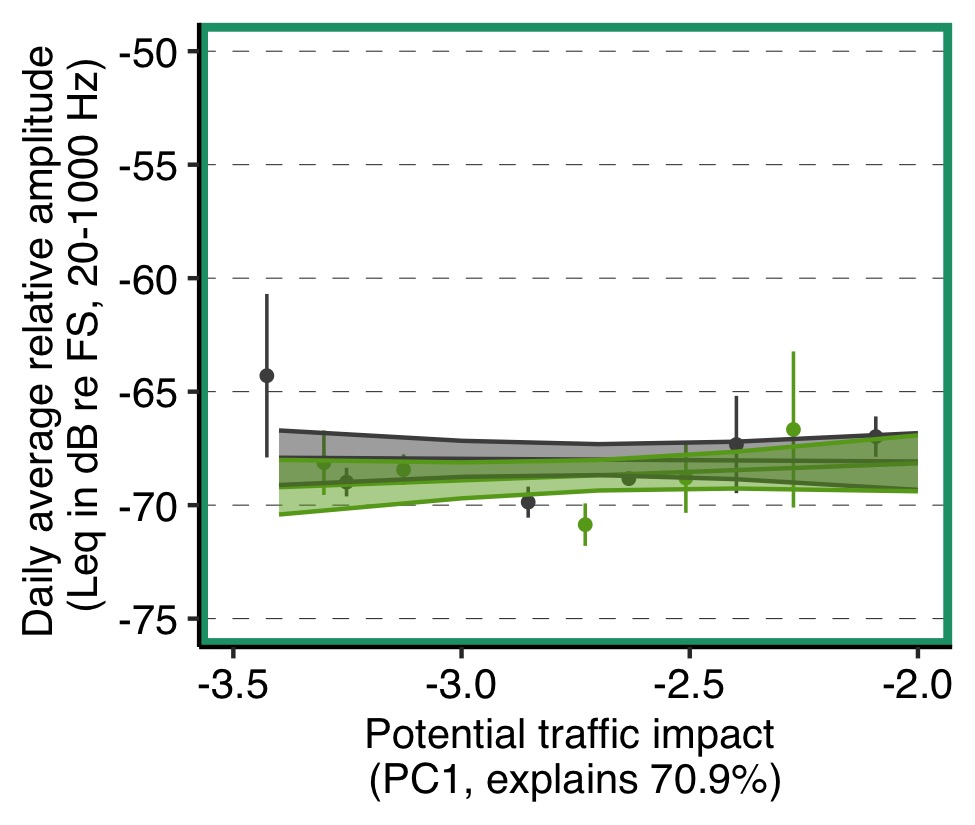 Daily average relative amplitude
(Leq in dB re FS, 20-1000 Hz)
-50
-55
-60
-65
-70
-75
-3.5
-3.0
-2.5
-2.0
Potential traffic impact
(PC1, explains 70.9%)